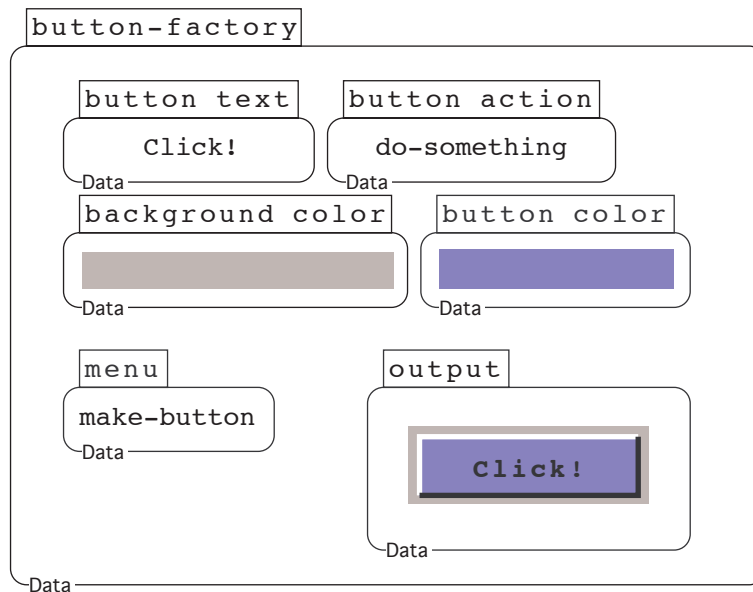 button-factory
button text
button action
Click!
do-something
Data
Data
background color
button color
Data
Data
menu
output
make-button
Data
Click!
Data
Data